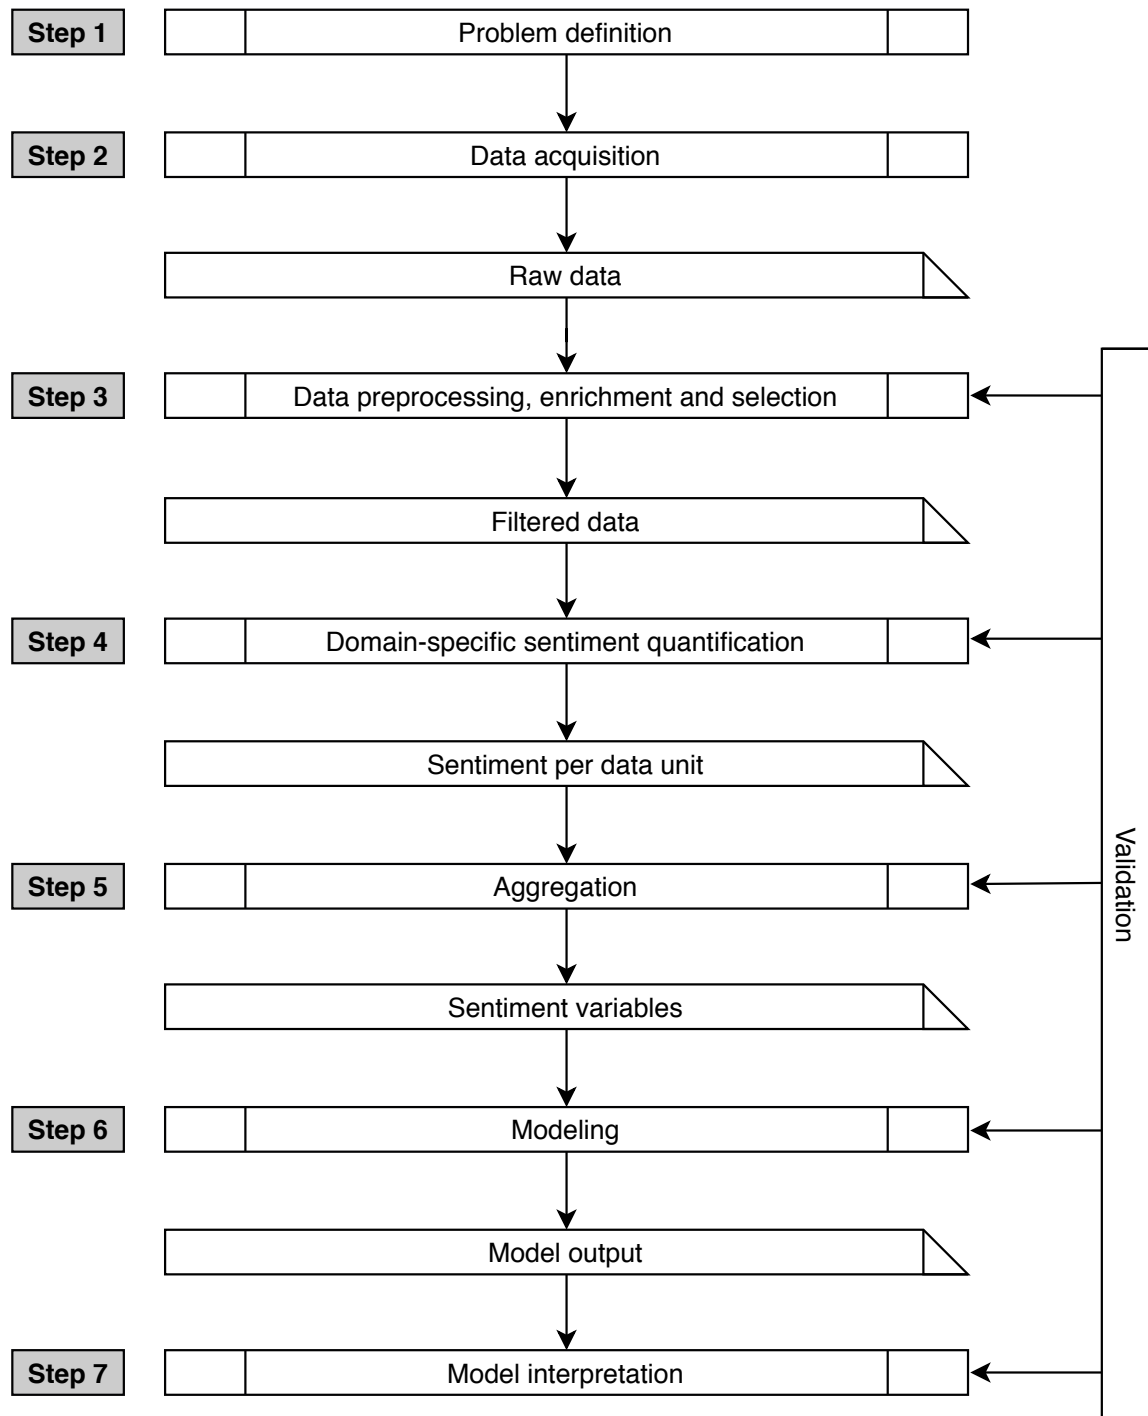 Step 1
Problem definition
Step 2
Data acquisition
Raw data
Step 3
Data preprocessing, enrichment and selection
Filtered data
Step 4
Domain-specific sentiment quantification
Sentiment per data unit
Step 5
Aggregation
Validation
Sentiment variables
Step 6
Modeling
Model output
Step 7
Model interpretation